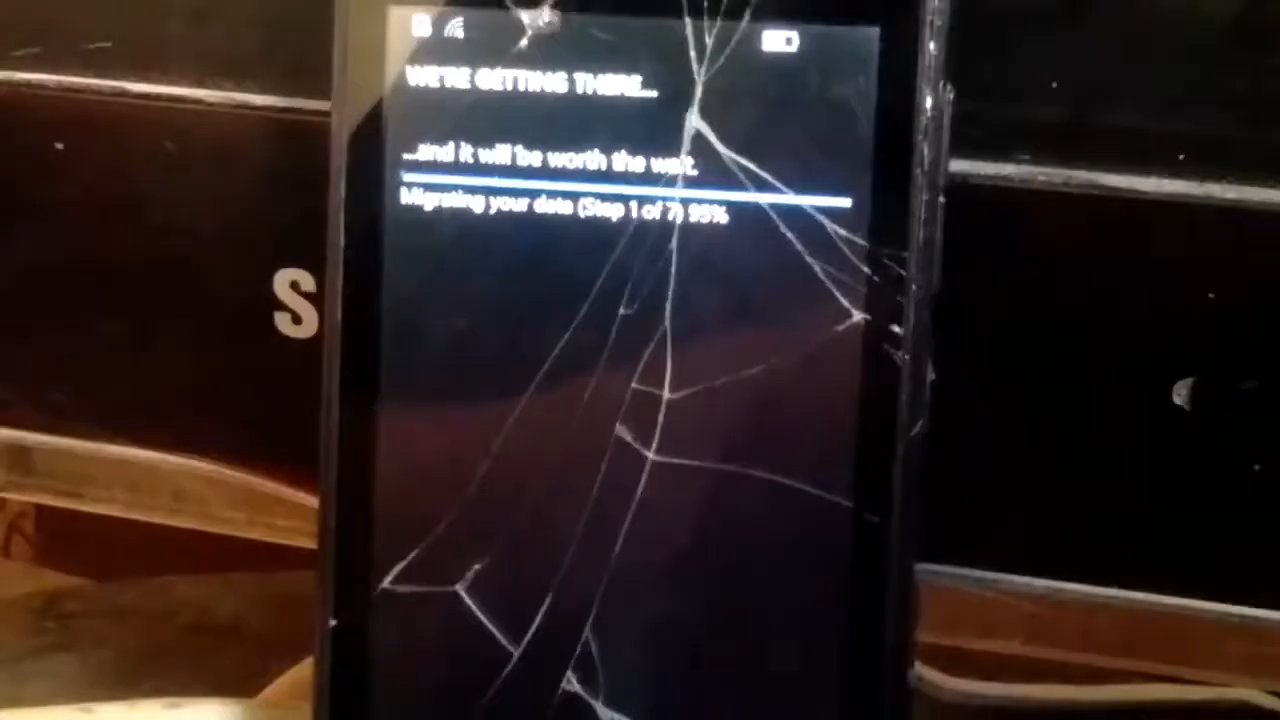 WE'RE GETTING THERE...
...and it will be worth the wait.
Migrating your data (Step 1 of 7) 95%
S